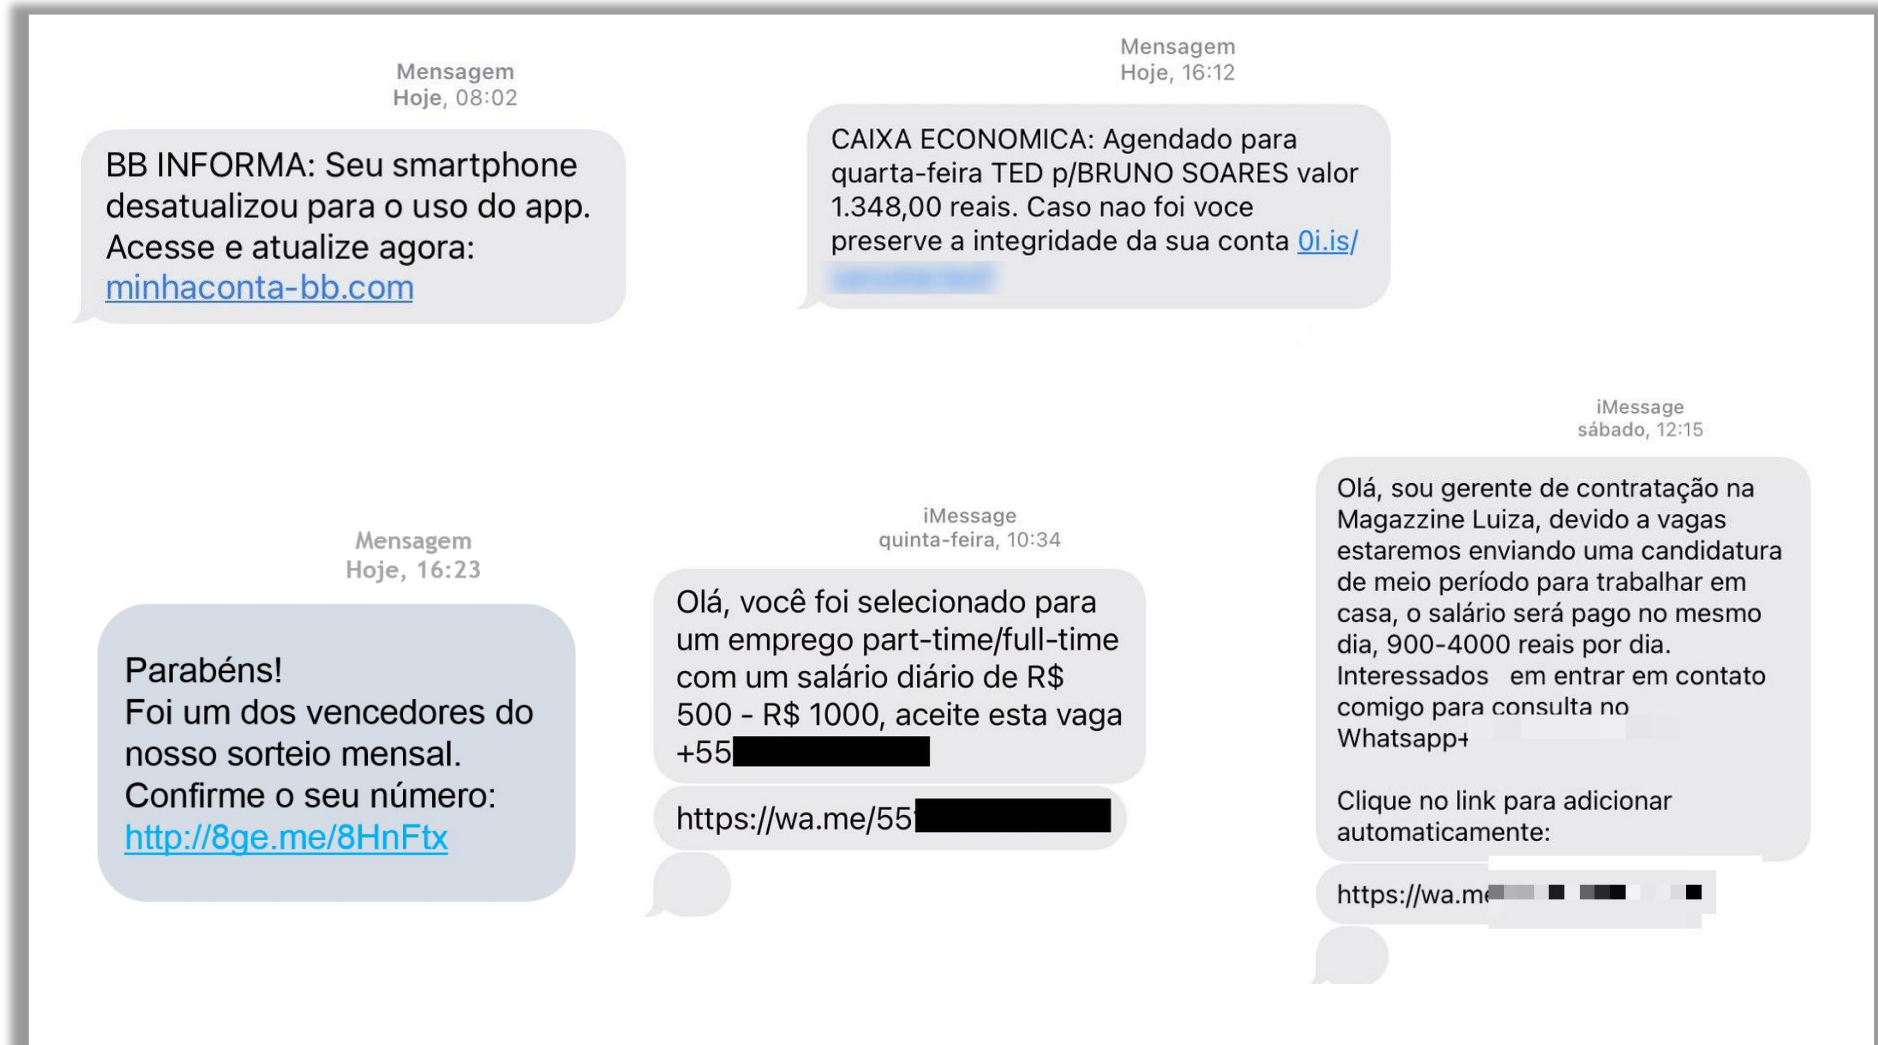 Mensagem
Hoje, 08:02
BB INFORMA: Seu smartphone
desatualizou para o uso do app.
Acesse e atualize agora:
minhaconta-bb.com
Mensagem
Hoje, 16:12
CAIXA ECONOMICA: Agendado para
quarta-feira TED p/BRUNO SOARES valor
1.348,00 reais. Caso nao foi voce
preserve a integridade da sua conta 0i.is/
Mensagem
Hoje, 16:23
Parabéns!
Foi um dos vencedores do
nosso sorteio mensal.
Confirme o seu número:
http://8ge.me/8HnFtx
iMessage
quinta-feira, 10:34
Olá, você foi selecionado para
um emprego part-time/full-time
com um salário diário de R$
500 - R$ 1000, aceite esta vaga
+55
https://wa.me/55
iMessage
sábado, 12:15
Olá, sou gerente de contratação na
Magazzine Luiza, devido a vagas
estaremos enviando uma candidatura
de meio período para trabalhar em
casa, o salário será pago no mesmo
dia, 900-4000 reais por dia.
Interessados em entrar em contato
comigo para consulta no
Whatsapp+
Clique no link para adicionar
automaticamente:
https://wa.me